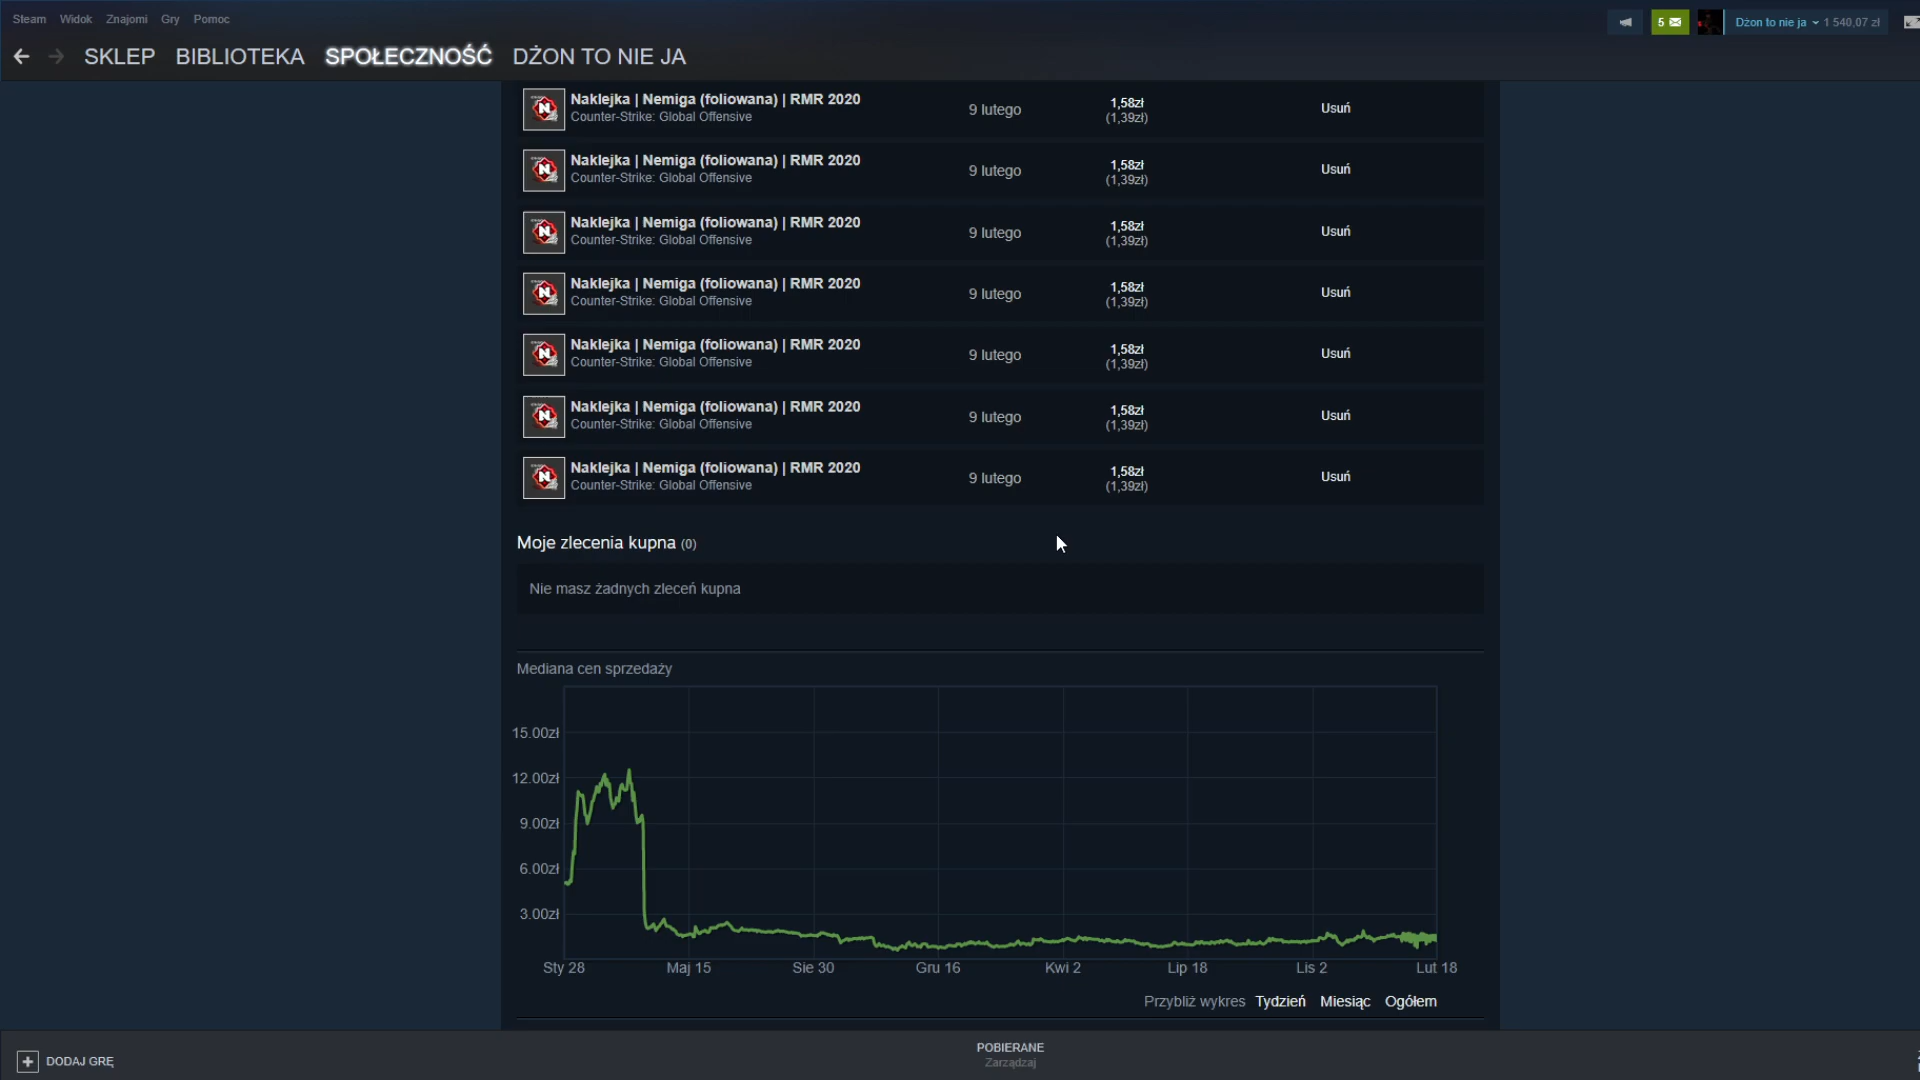 Steam Widok Znajomi Gry Pomoc
5 Dżon to nie ja 1 540,07 zł
SKLEP BIBLIOTEKA SPOŁECZNOŚĆ DŻON TO NIE JA
Naklejka | Nemiga (foliowana) | RMR 2020
Counter-Strike: Global Offensive
9 lutego
1,58zł
(1,39zł)
Usuń
Naklejka | Nemiga (foliowana) | RMR 2020
Counter-Strike: Global Offensive
9 lutego
1,58zł
(1,39zł)
Usuń
Naklejka | Nemiga (foliowana) | RMR 2020
Counter-Strike: Global Offensive
9 lutego
1,58zł
(1,39zł)
Usuń
Naklejka | Nemiga (foliowana) | RMR 2020
Counter-Strike: Global Offensive
9 lutego
1,58zł
(1,39zł)
Usuń
Naklejka | Nemiga (foliowana) | RMR 2020
Counter-Strike: Global Offensive
9 lutego
1,58zł
(1,39zł)
Usuń
Naklejka | Nemiga (foliowana) | RMR 2020
Counter-Strike: Global Offensive
9 lutego
1,58zł
(1,39zł)
Usuń
Naklejka | Nemiga (foliowana) | RMR 2020
Counter-Strike: Global Offensive
9 lutego
1,58zł
(1,39zł)
Usuń
Moje zlecenia kupna (0)
Nie masz żadnych zleceń kupna
Mediana cen sprzedaży
15.00zł
12.00zł
9.00zł
6.00zł
3.00zł
Sty 28 Maj 15 Sie 30 Gru 16 Kwi 2 Lip 18 Lis 2 Lut 18
Przybliż wykres Tydzień Miesiąc Ogółem
DODAJ GRĘ
POBIERANE
Zarządzaj